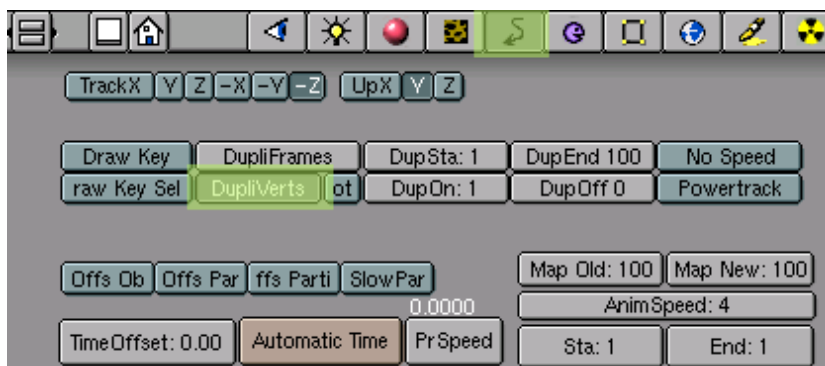 TrackX Y Z -X -Y -Z UpX Y Z
Draw Key DupliFrames DupSta: 1 DupEnd 100 No Speed
raw Key Sel DupliVerts ot DupOn: 1 DupOff 0 Powertrack
Offs Ob Offs Par ffs Parti SlowPar Map Old: 100 Map New: 100
0.0000 AnimSpeed: 4
TimeOffset: 0.00 Automatic Time PrSpeed Sta: 1 End: 1